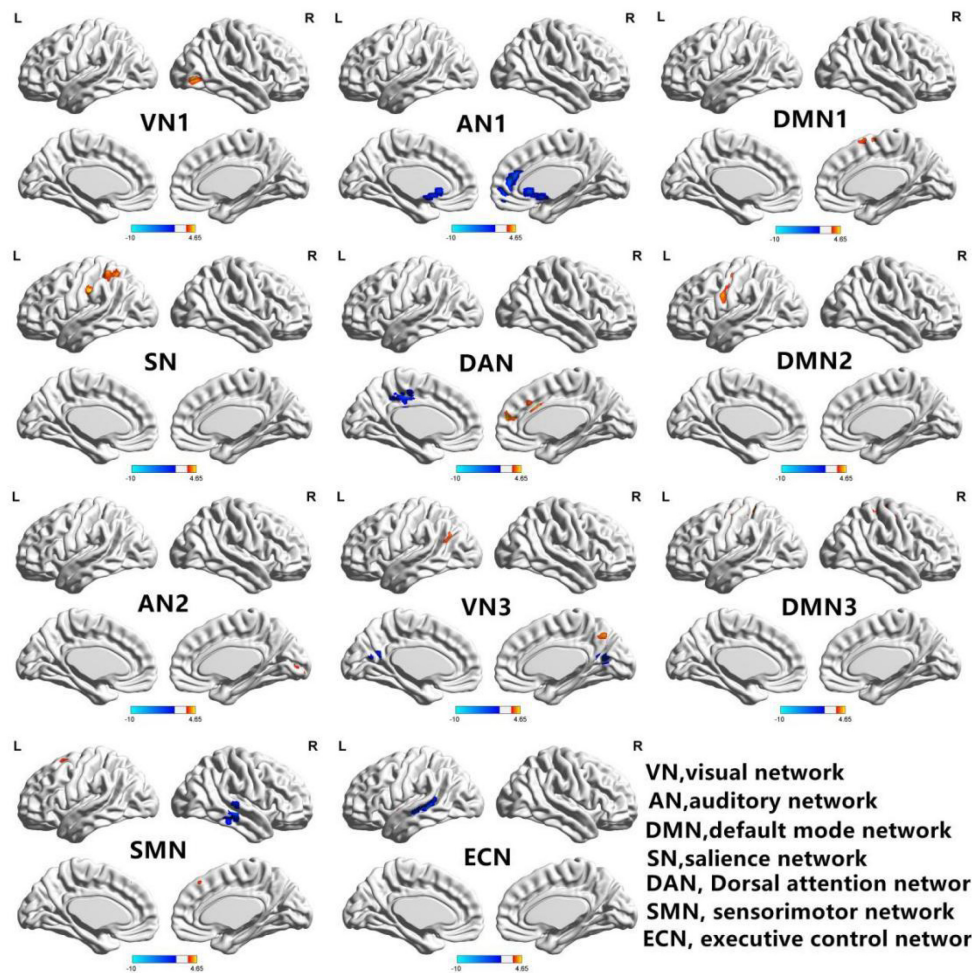 L R L R L R
VN1 AN1 DMN1
-10 4.65 -10 4.65 -10 4.65
L R L R L R
SN DAN DMN2
-10 4.65 -10 4.65 -10 4.65
L R L R L R
AN2 VN3 DMN3
-10 4.65 -10 4.65 -10 4.65
L R L R
SMN ECN
-10 4.65 -10 4.65
VN,visual network
AN,auditory network
DMN,default mode network
SN,salience network
DAN, Dorsal attention networ
SMN, sensorimotor network
ECN, executive control networ